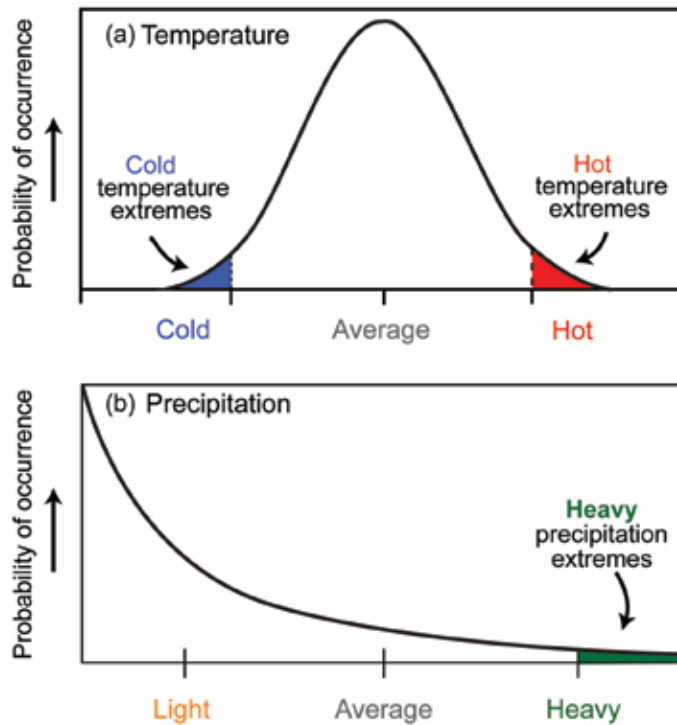 (a) Temperature
Probability of occurrence
Cold
temperature
extremes
Hot
temperature
extremes
Cold
Average
Hot
(b) Precipitation
Probability of occurrence
Heavy
precipitation
extremes
Light
Average
Heavy